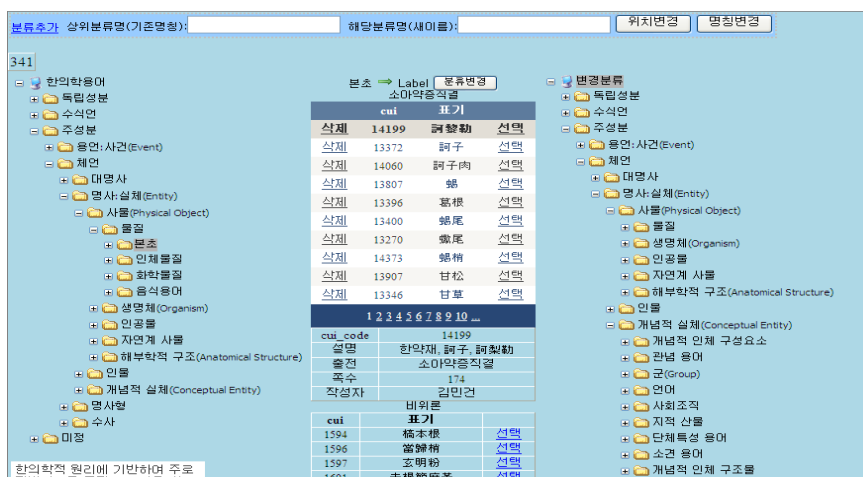 분류추가 상위분류명(기존명칭): 해당분류명(새이름): 위치변경 명칭변경
341
한의학용어
독립성분
수식언
주성분
용언:사건(Event)
체언
대명사
명사:실체(Entity)
사물(Physical Object)
물질
본초
인체물질
화학물질
음식용어
생명체(Organism)
인공물
자연계 사물
해부학적 구조(Anatomical Structure)
인물
개념적 실체(Conceptual Entity)
명사형
수사
미정
한의학적 원리에 기반하여 주로
본초 ⇒ Label 분류변경
소아약증직결
cui 표기
삭제 14199 訶黎勒 선택
삭제 13372 訶子 선택
삭제 14060 訶子肉 선택
삭제 13807 蝎 선택
삭제 13396 葛根 선택
삭제 13400 蝎尾 선택
삭제 13270 蠍尾 선택
삭제 14373 蝎梢 선택
삭제 13907 甘松 선택
삭제 13346 甘草 선택
1 2 3 4 5 6 7 8 9 10 ...
cui_code 14199
설명 한약재, 訶子, 訶梨勒
출전 소아약증직결
쪽수 174
작성자 김민건
비위론
cui 표기
1594 槁本根 선택
1596 當歸梢 선택
1597 玄明粉 선택
선택
변경분류
독립성분
수식언
주성분
용언:사건(Event)
체언
대명사
명사:실체(Entity)
사물(Physical Object)
물질
생명체(Organism)
인공물
자연계 사물
해부학적 구조(Anatomical Structure)
인물
개념적 실체(Conceptual Entity)
개념적 인체 구성요소
관념 용어
군(Group)
언어
사회조직
지적 산물
단체특성 용어
소견 용어
개념적 인체 구조물